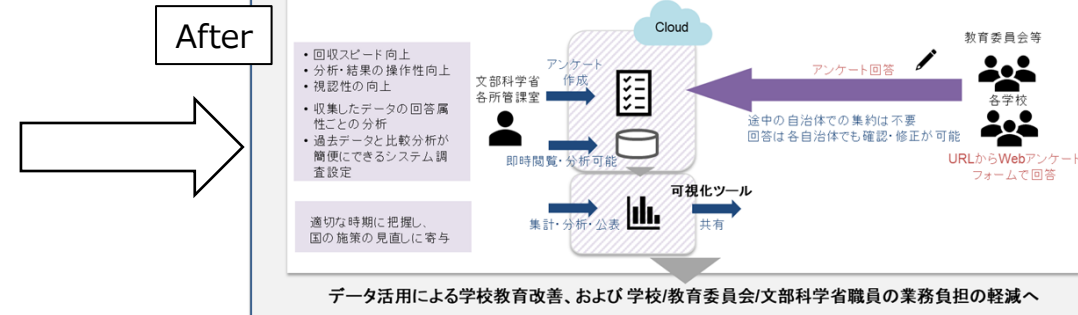 After
Cloud
• 回収スピード向上
• 分析・結果の操作性向上
• 視認性の向上
• 収集したデータの回答属
性ごとの分析
• 過去データと比較分析が
簡便にできるシステム調
査設定
適切な時期に把握し、
国の施策の見直しに寄与
文部科学省
各所管課室
アンケート
作成
即時閲覧・分析可能
集計・分析・公表
可視化ツール
共有
アンケート回答
途中の自治体での集約は不要
回答は各自治体でも確認・修正が可能
教育委員会等
各学校
URLからWebアンケート
フォームで回答
データ活用による学校教育改善、および 学校/教育委員会/文部科学省職員の業務負担の軽減へ